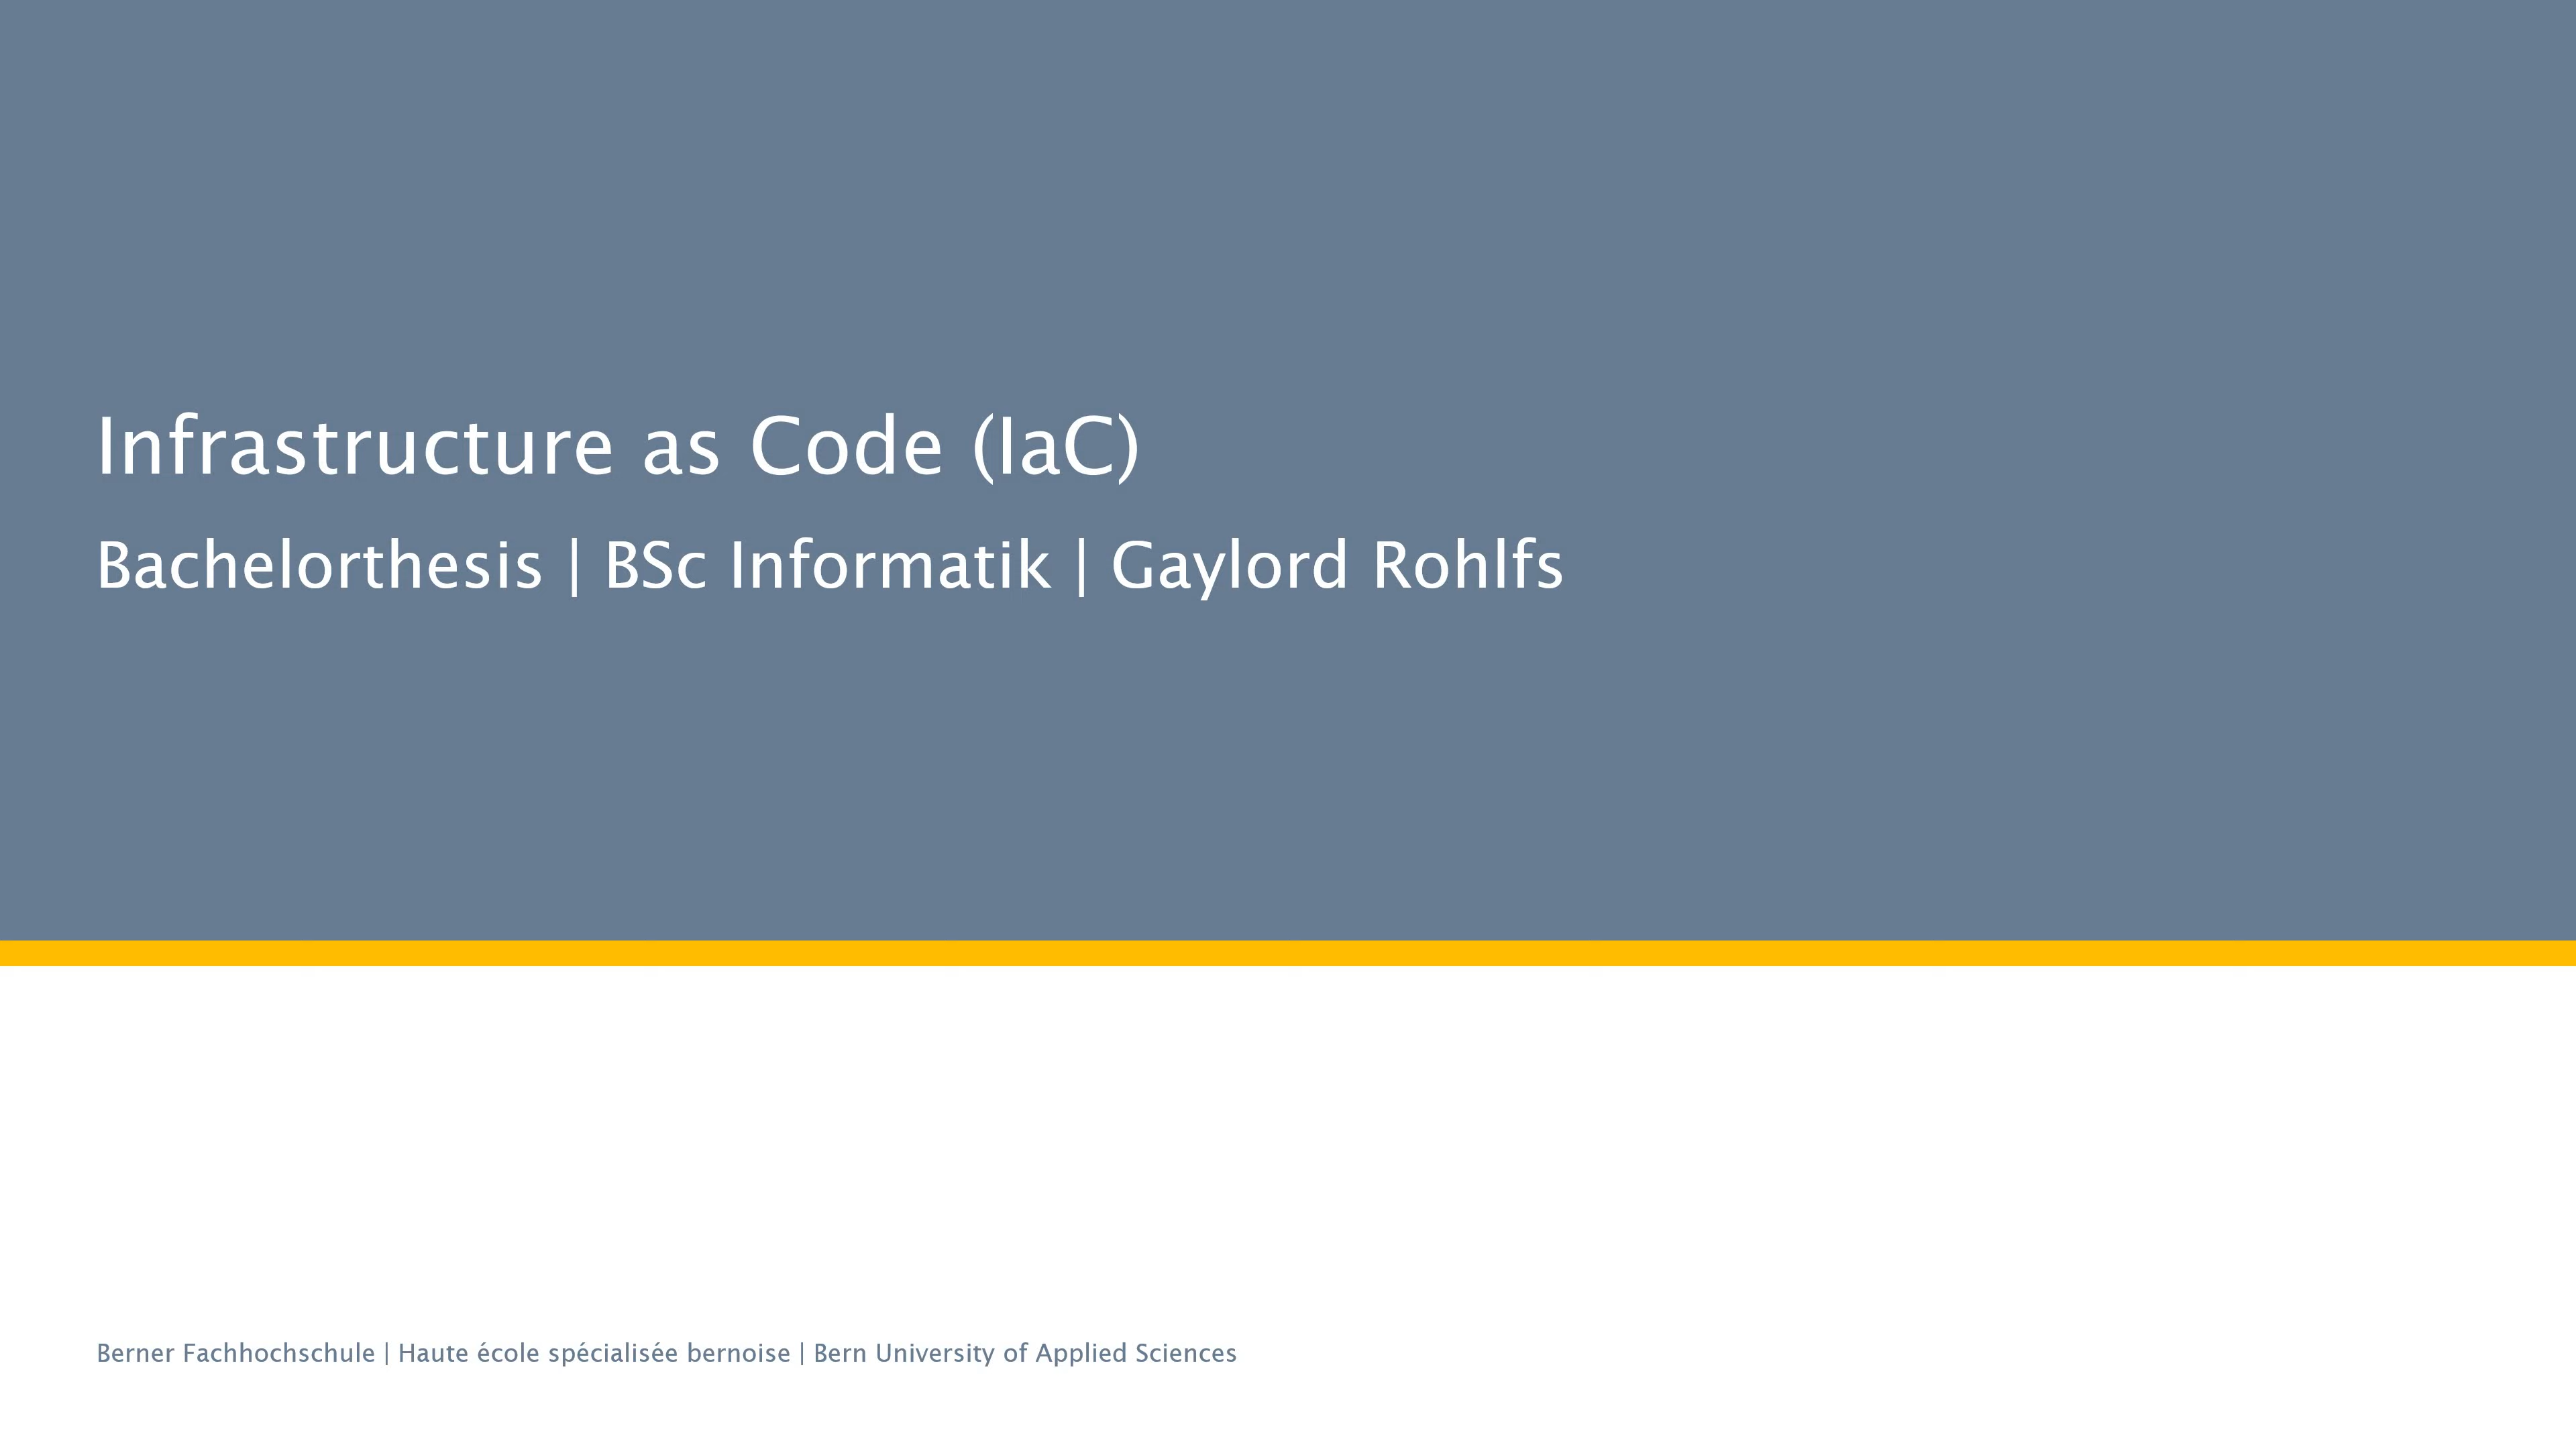 Infrastructure as Code (IaC)
Bachelorthesis | BSc Informatik | Gaylord Rohlfs
Berner Fachhochschule | Haute école spécialisée bernoise | Bern University of Applied Sciences